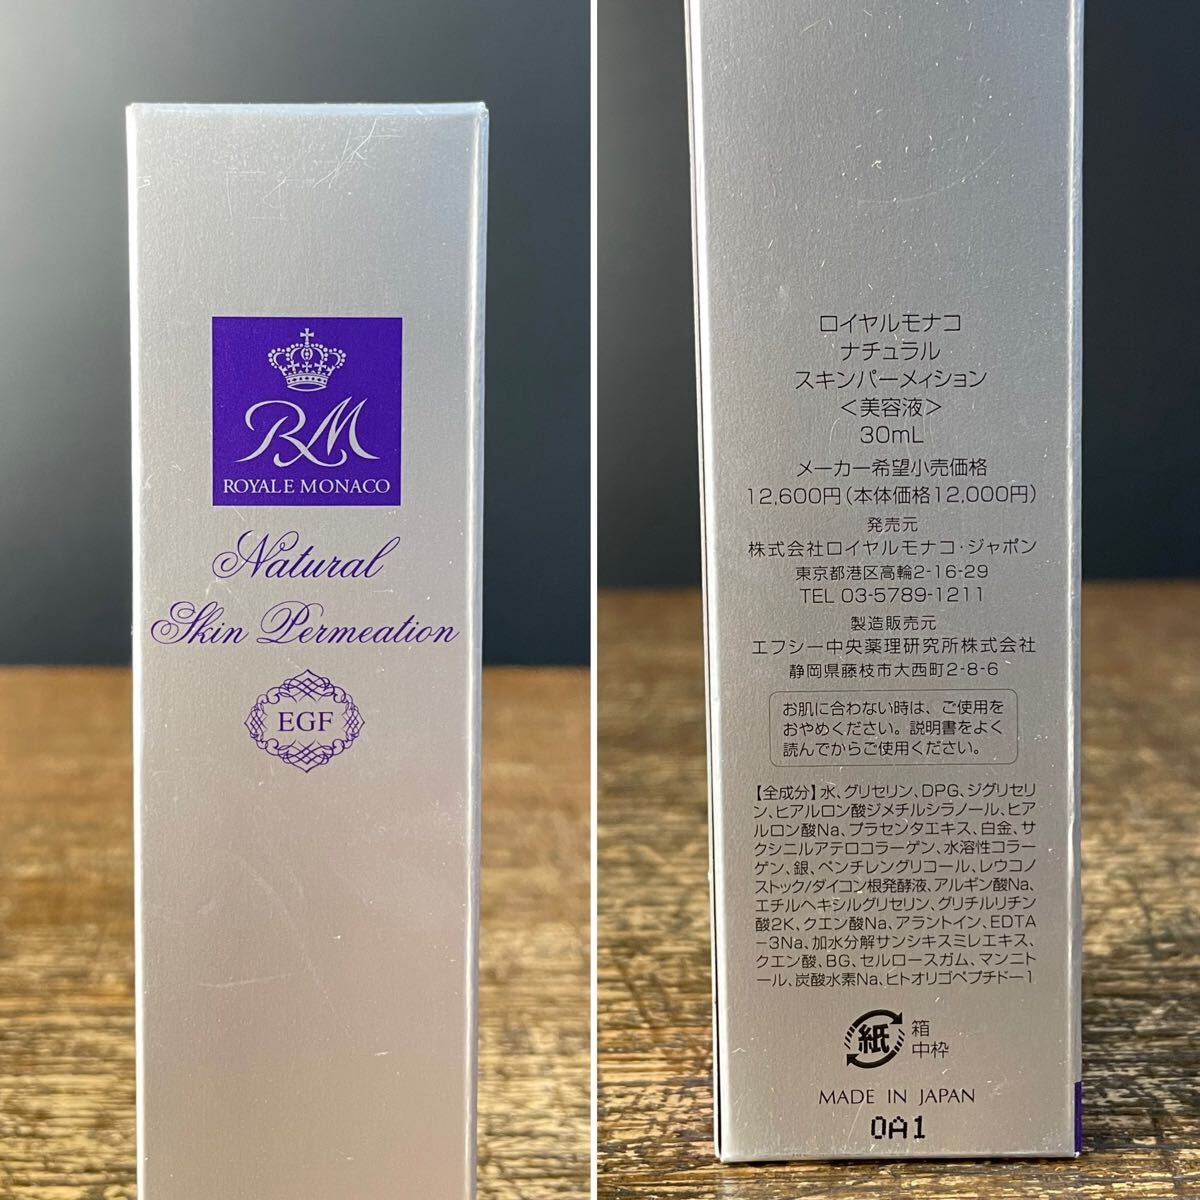 RM
ROYALE MONACO
Natural
Skin Permeation
EGF
ロイヤルモナコ
ナチュラル
スキンパーメィション
＜美容液＞
30mL
メーカー希望小売価格
12,600円(本体価格12,000円)
発売元
株式会社ロイヤルモナコ・ジャポン
東京都港区高輪2-16-29
TEL 03-5789-1211
製造販売元
エフシー中央薬理研究所株式会社
静岡県藤枝市大西町2-8-6
お肌に合わない時は、ご使用を
おやめください。説明書をよく
読んでからご使用ください。
【全成分】水、グリセリン、DPG、ジグリセリ
ン、ヒアルロン酸ジメチルシラノール、ヒア
ルロン酸Na、プラセンタエキス、白金、サ
クシニルアテロコラーゲン、水溶性コラー
ゲン、銀、ペンチレングリコール、レウコノ
ストック/ダイコン根発酵液、アルギン酸Na、
エチルヘキシルグリセリン、グリチルリチン
酸2K、クエン酸Na、アラントイン、EDTA
-3Na、加水分解サンシキスミレエキス、
クエン酸、BG、セルロースガム、マンニト
ール、炭酸水素Na、ヒトオリゴペプチドー1
紙
箱
中枠
MADE IN JAPAN
0A1